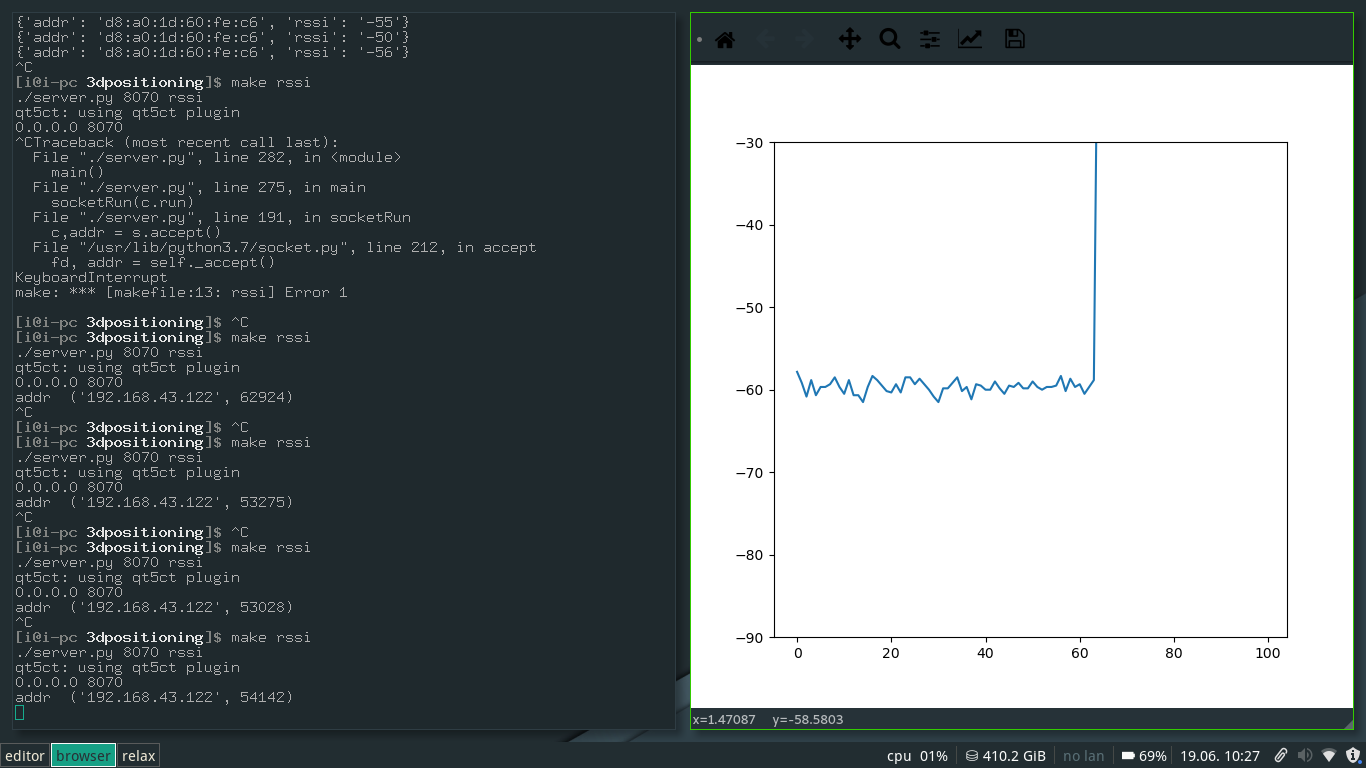 {'addr': 'd8:a0:1d:60:fe:c6', 'rssi': '-55'}
{'addr': 'd8:a0:1d:60:fe:c6', 'rssi': '-50'}
{'addr': 'd8:a0:1d:60:fe:c6', 'rssi': '-56'}
^C
[i@i-pc 3dpositioning]$ make rssi
./server.py 8070 rssi
qt5ct: using qt5ct plugin
0.0.0.0 8070
^CTraceback (most recent call last):
  File "./server.py", line 282, in <module>
    main()
  File "./server.py", line 275, in main
    socketRun(c.run)
  File "./server.py", line 191, in socketRun
    c,addr = s.accept()
  File "/usr/lib/python3.7/socket.py", line 212, in accept
    fd, addr = self._accept()
KeyboardInterrupt
make: *** [makefile:13: rssi] Error 1
[i@i-pc 3dpositioning]$ ^C
[i@i-pc 3dpositioning]$ make rssi
./server.py 8070 rssi
qt5ct: using qt5ct plugin
0.0.0.0 8070
addr  ('192.168.43.122', 62924)
^C
[i@i-pc 3dpositioning]$ ^C
[i@i-pc 3dpositioning]$ make rssi
./server.py 8070 rssi
qt5ct: using qt5ct plugin
0.0.0.0 8070
addr  ('192.168.43.122', 53275)
^C
[i@i-pc 3dpositioning]$ ^C
[i@i-pc 3dpositioning]$ make rssi
./server.py 8070 rssi
qt5ct: using qt5ct plugin
0.0.0.0 8070
addr  ('192.168.43.122', 53028)
^C
[i@i-pc 3dpositioning]$ make rssi
./server.py 8070 rssi
qt5ct: using qt5ct plugin
0.0.0.0 8070
addr  ('192.168.43.122', 54142)
−30
−40
−50
−60
−70
−80
−90
0 20 40 60 80 100
x=1.47087 y=-58.5803
editor browser relax cpu 01% 410.2 GiB no lan 69% 19.06. 10:27